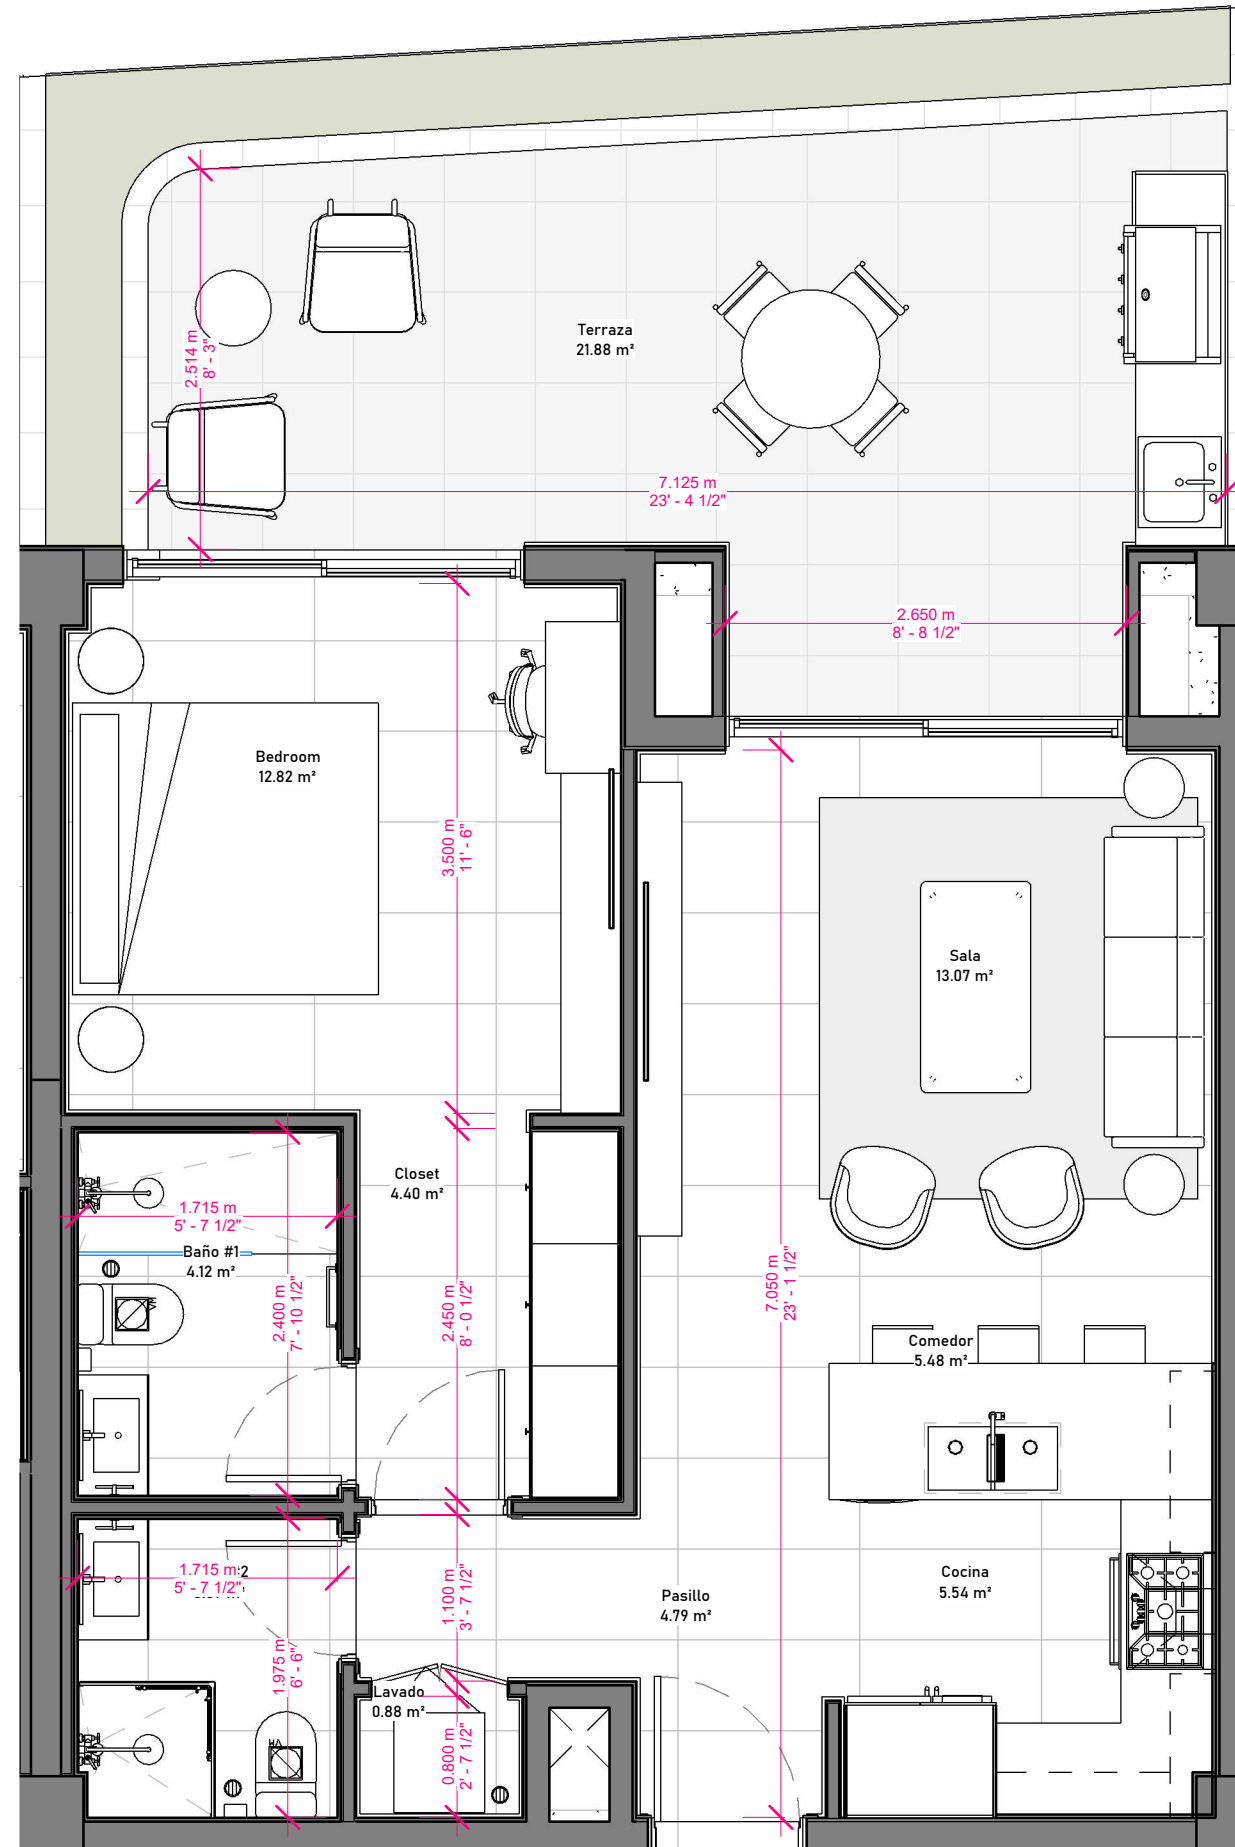 Terraza
21.88 m²
2.514 m
8' - 3"
7.125 m
23' - 4 1/2"
2.650 m
8' - 8 1/2"
Bedroom
12.82 m²
3.500 m
11' - 6"
Sala
13.07 m²
Closet
4.40 m²
1.715 m
5' - 7 1/2"
Baño #1
4.12 m²
2.400 m
7' - 10 1/2"
2.450 m
8' - 0 1/2"
7.050 m
23' - 1 1/2"
Comedor
5.48 m²
1.715 m
5' - 7 1/2"
1.100 m
3' - 7 1/2"
Cocina
5.54 m²
Pasillo
4.79 m²
1.975 m
6' - 6"
Lavado
0.88 m²
0.800 m
2' - 7 1/2"